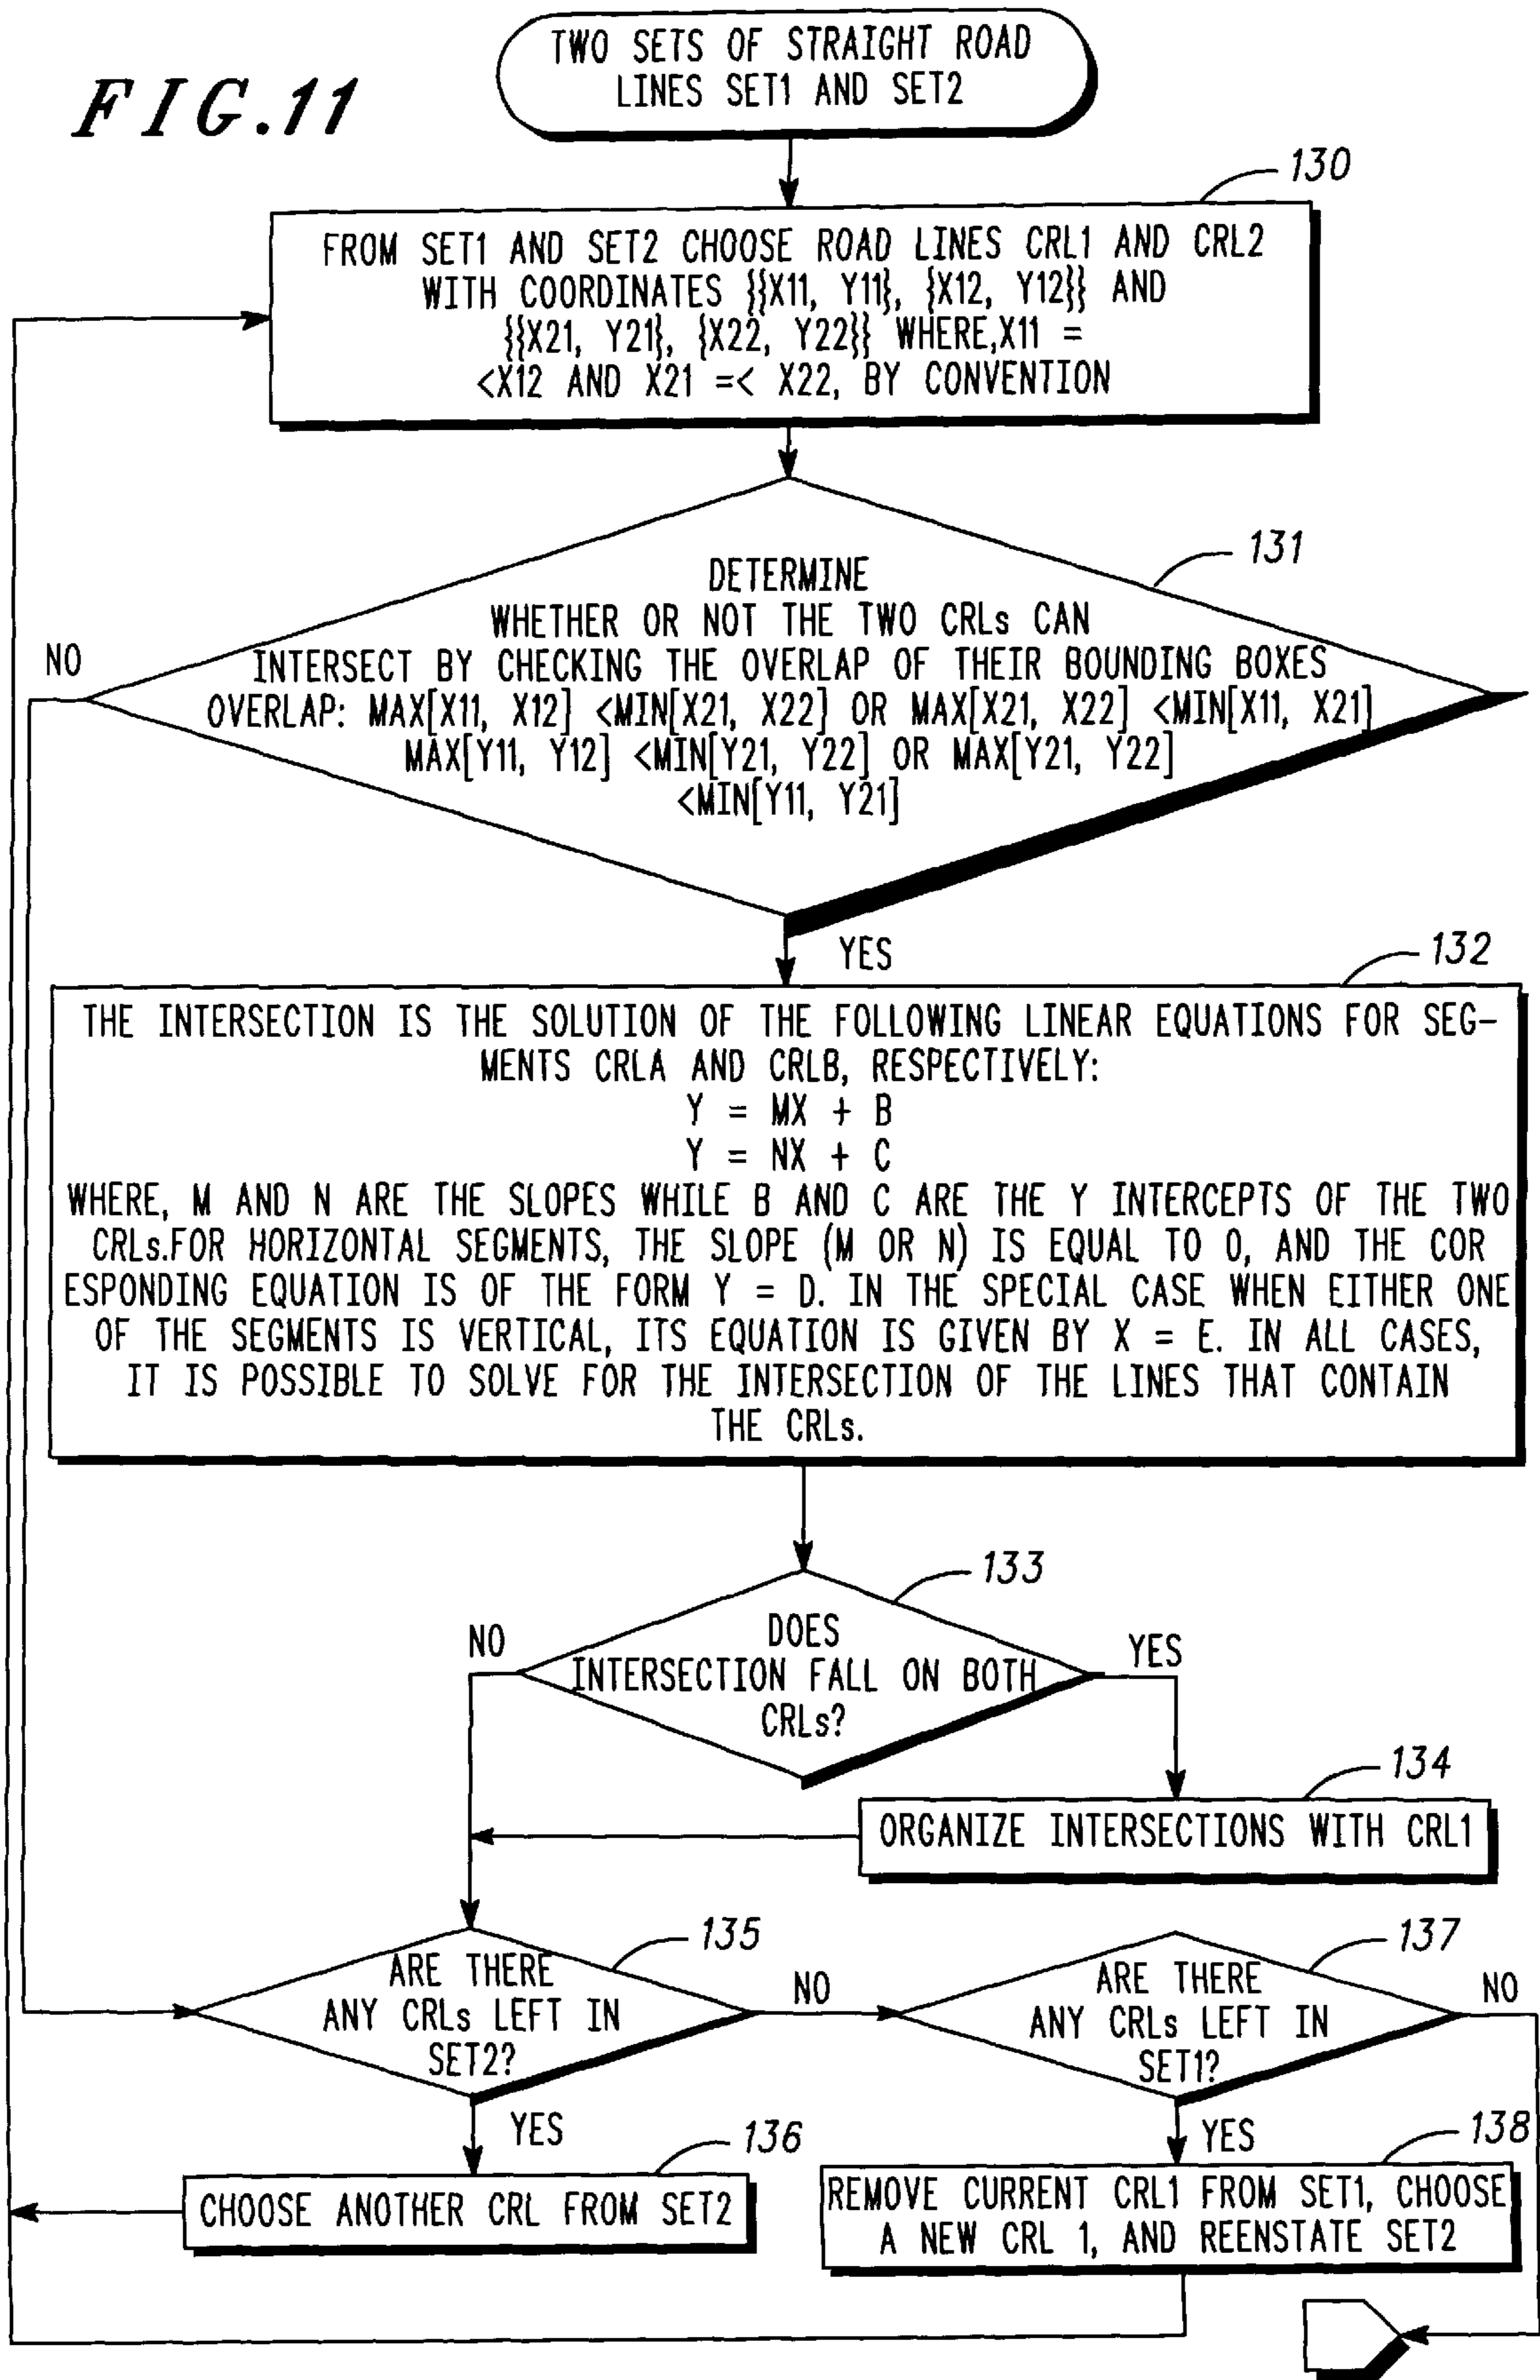 FIG.11
TWO SETS OF STRAIGHT ROAD
LINES SET1 AND SET2
130
FROM SET1 AND SET2 CHOOSE ROAD LINES CRL1 AND CRL2
WITH COORDINATES {{X11, Y11}, {X12, Y12}} AND
{{X21, Y21}, {X22, Y22}} WHERE,X11 =
<X12 AND X21 =< X22, BY CONVENTION
131
DETERMINE
WHETHER OR NOT THE TWO CRLs CAN
INTERSECT BY CHECKING THE OVERLAP OF THEIR BOUNDING BOXES
OVERLAP: MAX[X11, X12] <MIN[X21, X22] OR MAX[X21, X22] <MIN[X11, X21]
MAX[Y11, Y12] <MIN[Y21, Y22] OR MAX[Y21, Y22]
<MIN[Y11, Y21]
NO
YES
132
THE INTERSECTION IS THE SOLUTION OF THE FOLLOWING LINEAR EQUATIONS FOR SEG-
MENTS CRLA AND CRLB, RESPECTIVELY:
Y = MX + B
Y = NX + C
WHERE, M AND N ARE THE SLOPES WHILE B AND C ARE THE Y INTERCEPTS OF THE TWO
CRLs.FOR HORIZONTAL SEGMENTS, THE SLOPE (M OR N) IS EQUAL TO 0, AND THE COR
ESPONDING EQUATION IS OF THE FORM Y = D. IN THE SPECIAL CASE WHEN EITHER ONE
OF THE SEGMENTS IS VERTICAL, ITS EQUATION IS GIVEN BY X = E. IN ALL CASES,
IT IS POSSIBLE TO SOLVE FOR THE INTERSECTION OF THE LINES THAT CONTAIN
THE CRLs.
133
DOES
INTERSECTION FALL ON BOTH
CRLs?
NO
YES
134
ORGANIZE INTERSECTIONS WITH CRL1
135
ARE THERE
ANY CRLs LEFT IN
SET2?
NO
137
ARE THERE
ANY CRLs LEFT IN
SET1?
NO
YES
136
CHOOSE ANOTHER CRL FROM SET2
YES
138
REMOVE CURRENT CRL1 FROM SET1, CHOOSE
A NEW CRL 1, AND REENSTATE SET2